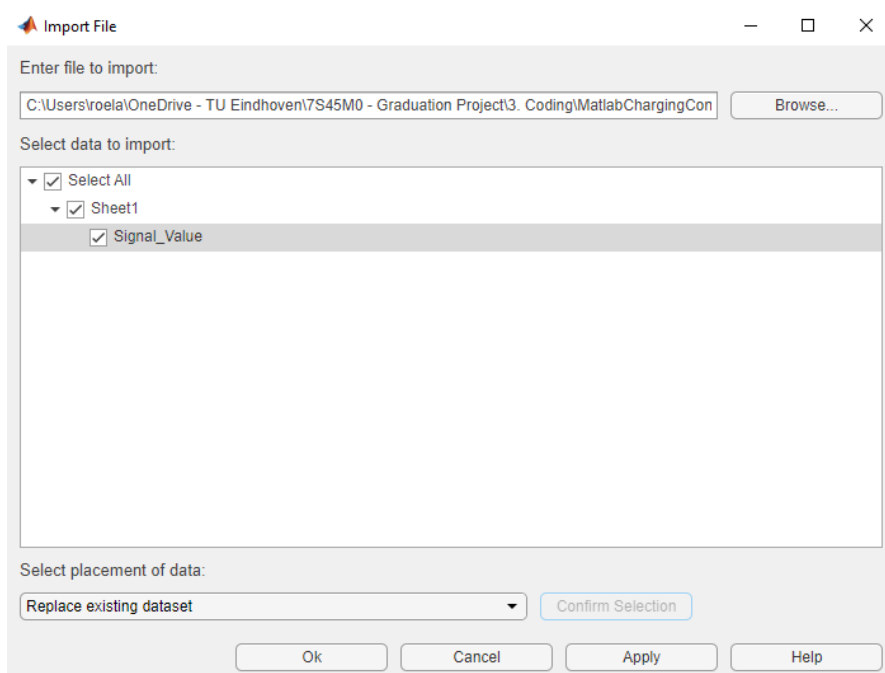 Import File
Enter file to import:
C:\Users\roela\OneDrive - TU Eindhoven\7S45M0 - Graduation Project\3. Coding\MatlabChargingCon
Browse...
Select data to import:
Select All
Sheet1
Signal_Value
Select placement of data:
Replace existing dataset
Confirm Selection
Ok Cancel Apply Help